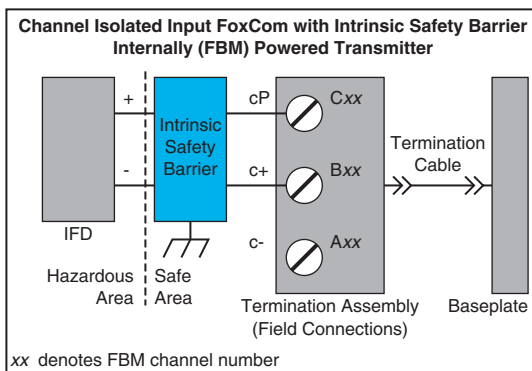 Channel Isolated Input FoxCom with Intrinsic Safety Barrier
Internally (FBM) Powered Transmitter
+
cP
Cxx
Intrinsic
Safety
Barrier
Termination
Cable
-
c+
Bxx
IFD
c-
Axx
Hazardous
Area
Safe
Area
Termination Assembly
(Field Connections)
Baseplate
xx denotes FBM channel number